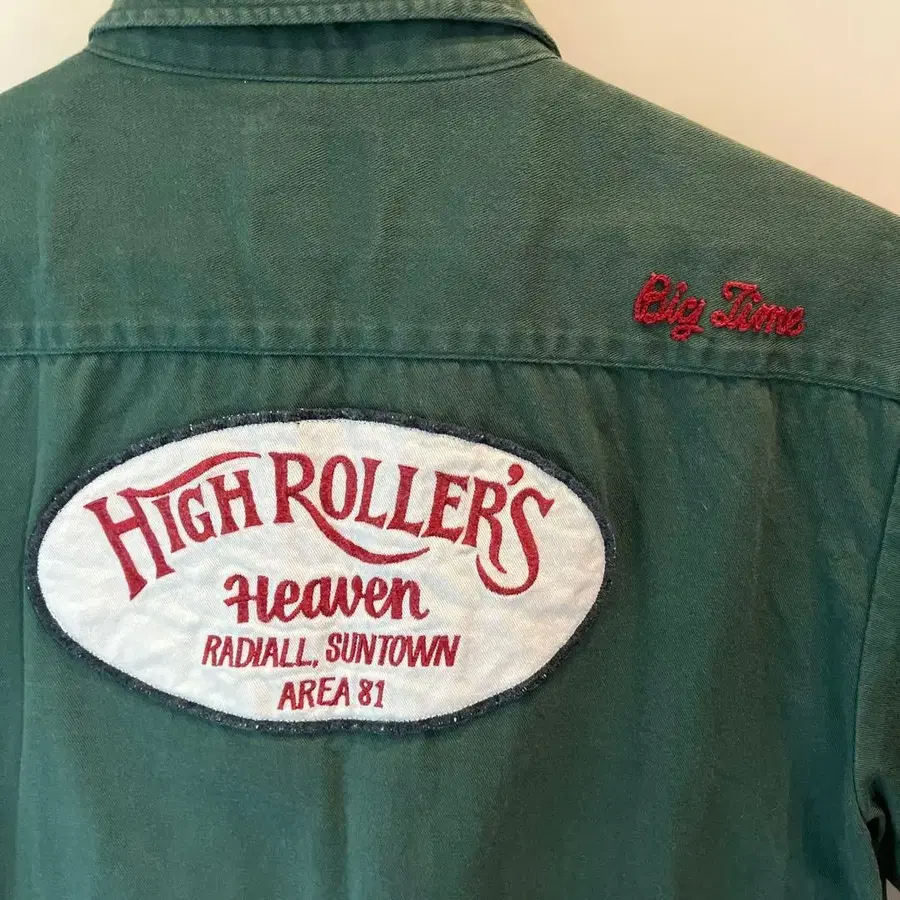 Big Time
HIGH ROLLER'S
Heaven
RADIALL, SUNTOWN
AREA 81